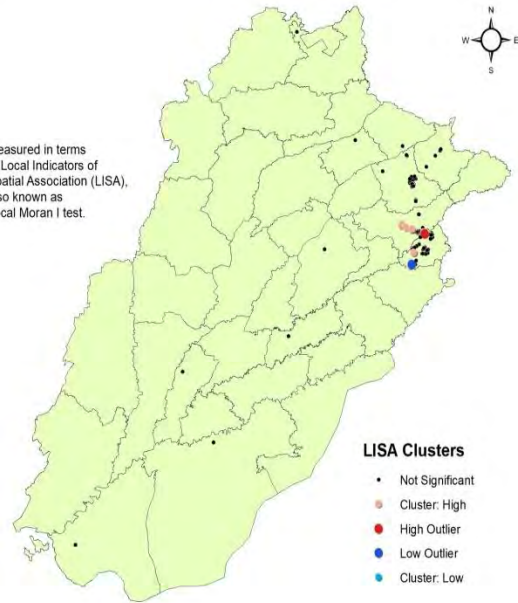 N
W E
S
easured in terms
Local Indicators of
patial Association (LISA),
so known as
ocal Moran I test.
LISA Clusters
Not Significant
Cluster: High
High Outlier
Low Outlier
Cluster: Low